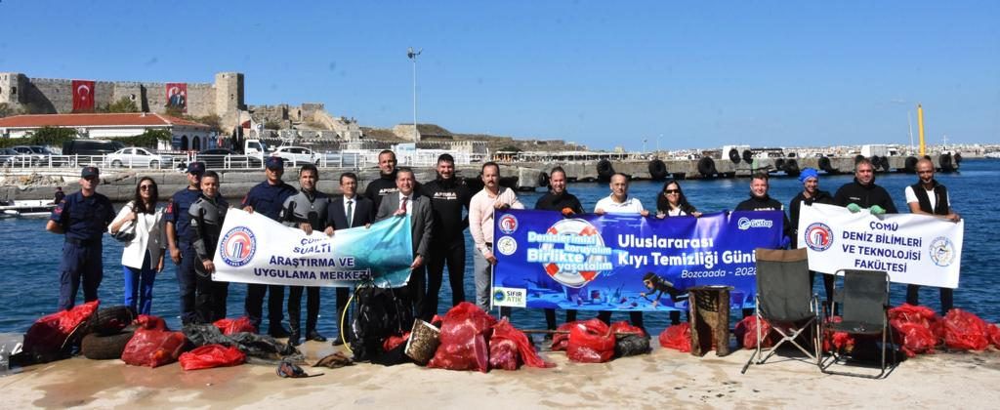 ÇOMÜ
SUALTI
ARAŞTIRMA VE
UYGULAMA MERKEZİ
Denizlerimizi
koruyalım
Birlikte
yaşatalım
SIFIR
ATIK
Uluslararası
Kıyı Temizliği Günü
Bozcaada - 2022
Gestaş
ÇOMÜ
DENİZ BİLİMLERİ
VE TEKNOLOJİSİ
FAKÜLTESİ